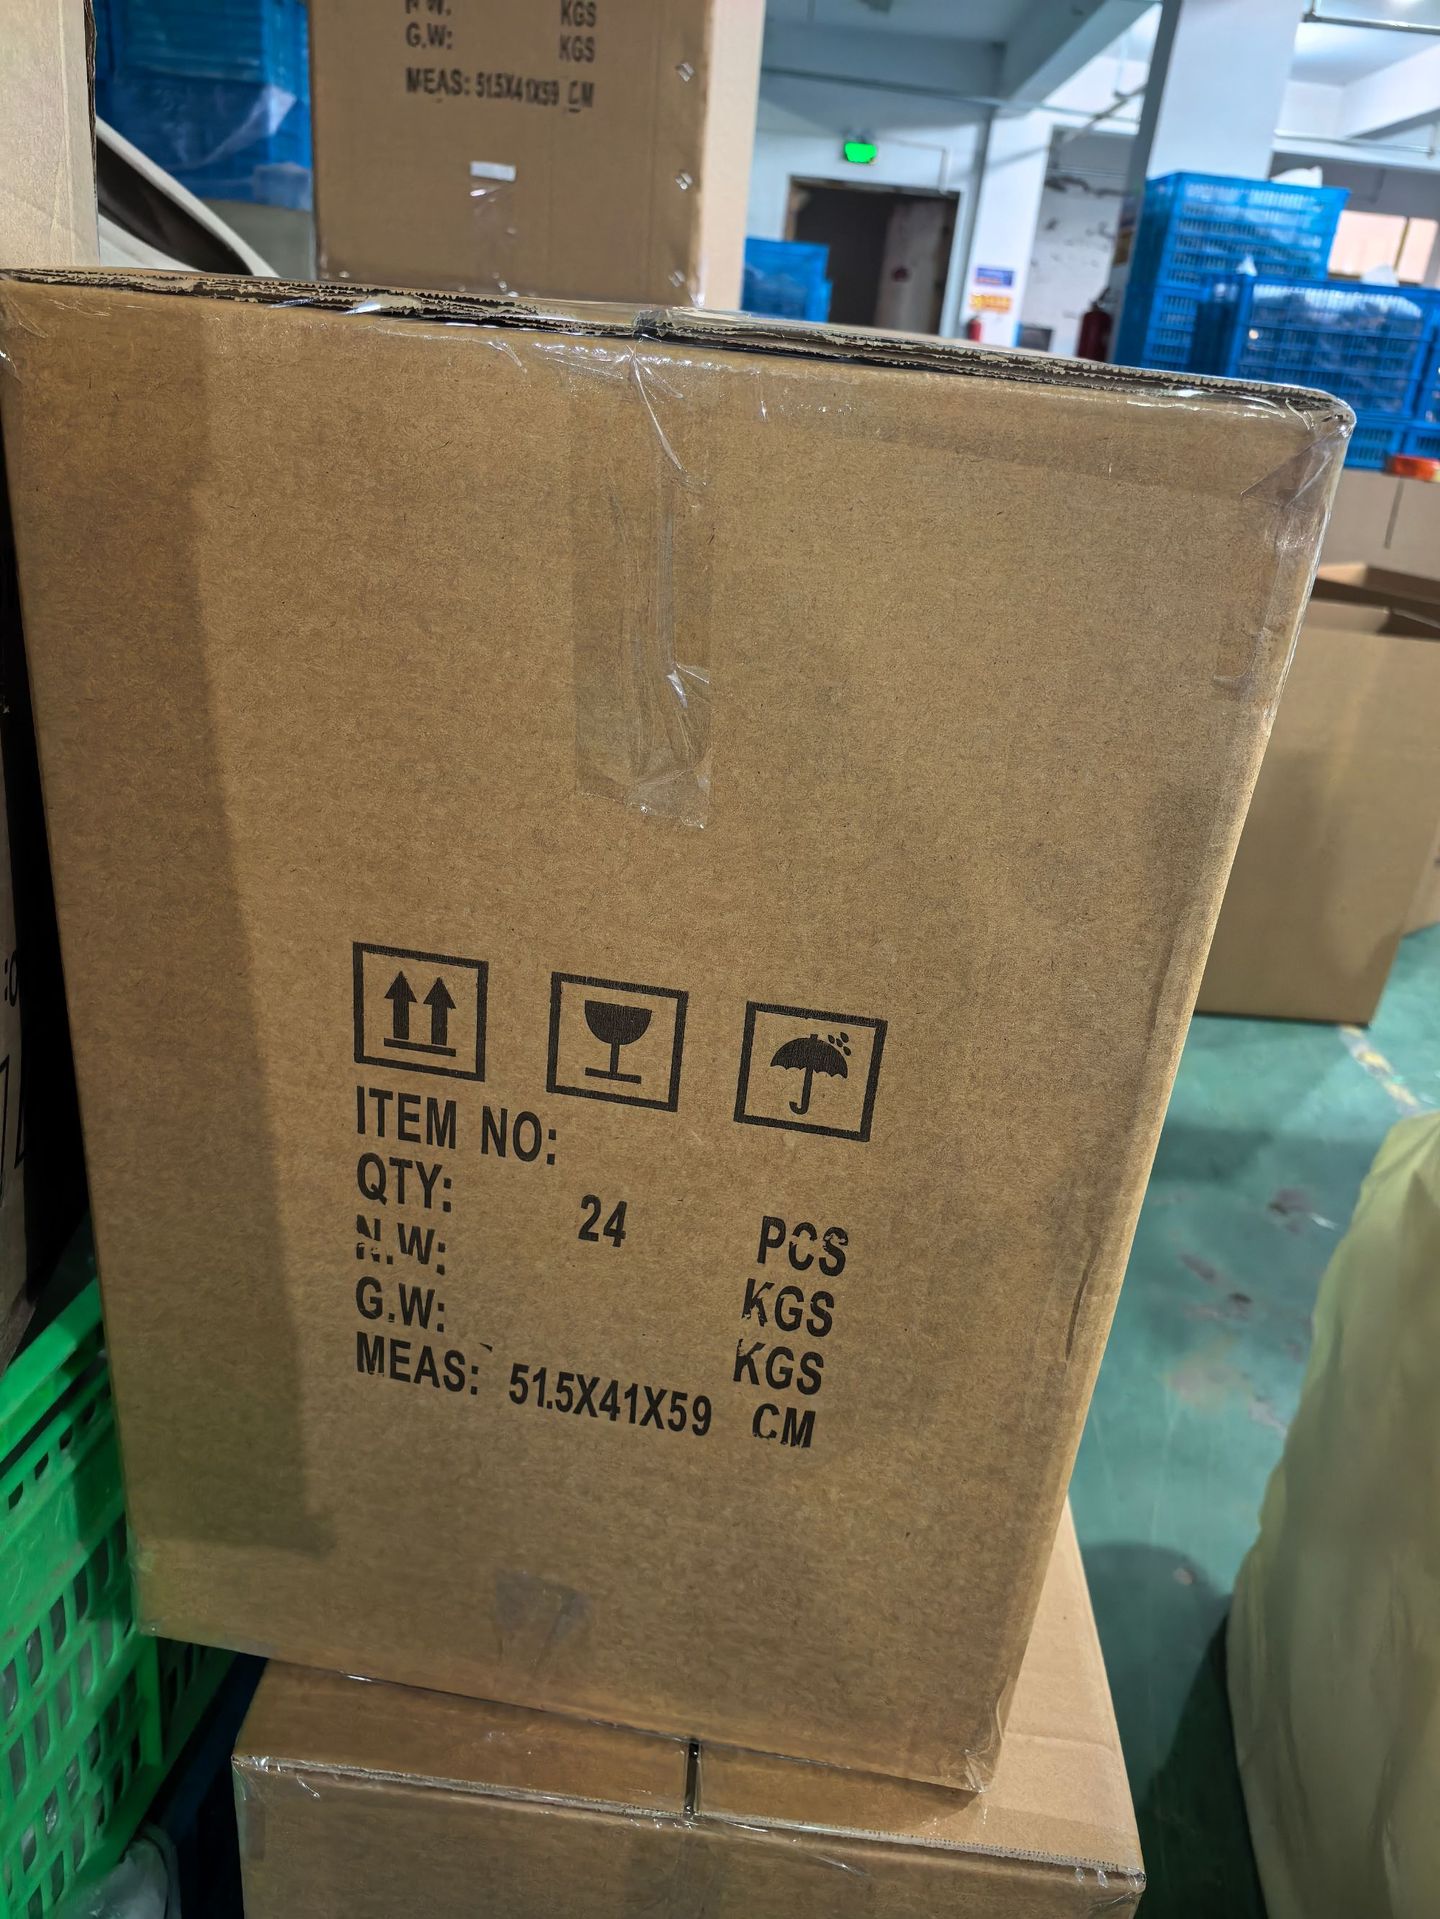 N.W: KGS
G.W: KGS
MEAS: 51.5X41X59 CM
ITEM NO:
QTY: 24 PCS
N.W: KGS
G.W: KGS
MEAS: 51.5X41X59 CM